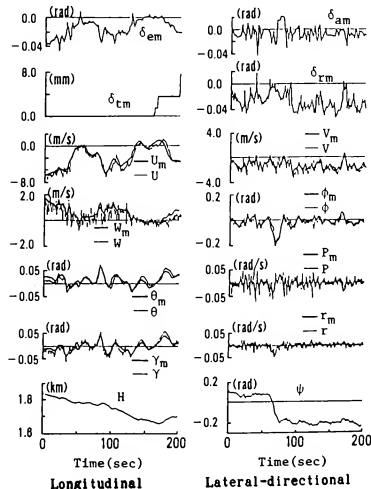 (rad)
0.0
δem
-0.04
8.0
(mm)
δtm
0.0
(m/s)
0.0
Um
U
-8.0
(m/s)
2.0
Wm
W
-2.0
(rad)
0.05
-0.05
θm
θ
(rad)
0.05
-0.05
γm
γ
(km)
1.8
H
1.6
0 100 200
Time(sec)
Longitudinal
(rad)
0.0
δam
-0.04
(rad)
δrm
0.0
-0.04
4.0
(m/s)
Vm
V
-4.0
(rad)
ϕm
ϕ
-0.2
(rad/s)
0.05
-0.05
Pm
P
(rad/s)
0.05
-0.05
rm
r
0.2
(rad)
ψ
-0.2
0 100 200
Time(sec)
Lateral-directional